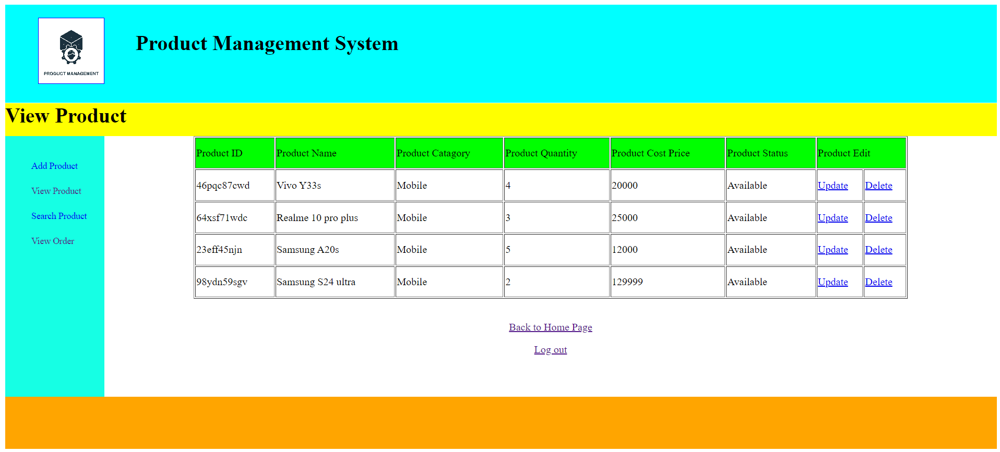 PRODUCT MANAGEMENT
Product Management System
View Product
Add Product
View Product
Search Product
View Order
Product ID Product Name Product Catagory Product Quantity Product Cost Price Product Status Product Edit
46pqc87cwd Vivo Y33s Mobile 4 20000 Available Update Delete
64xsf71wdc Realme 10 pro plus Mobile 3 25000 Available Update Delete
23eff45njn Samsung A20s Mobile 5 12000 Available Update Delete
98ydn59sgv Samsung S24 ultra Mobile 2 129999 Available Update Delete
Back to Home Page
Log out